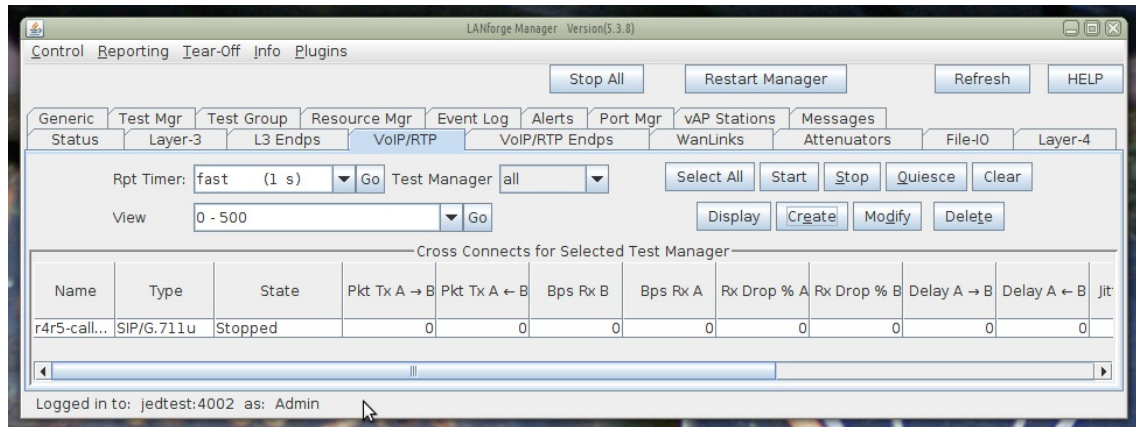 LANforge Manager Version(5.3.8)
Control Reporting Tear-Off Info Plugins
Stop All Restart Manager Refresh HELP
Generic Test Mgr Test Group Resource Mgr Event Log Alerts Port Mgr vAP Stations Messages
Status Layer-3 L3 Endps VoIP/RTP VoIP/RTP Endps WanLinks Attenuators File-IO Layer-4
Rpt Timer: fast (1 s) Go Test Manager all Select All Start Stop Quiesce Clear
View 0 - 500 Go Display Create Modify Delete
Cross Connects for Selected Test Manager
Name Type State Pkt Tx A → B Pkt Tx A ← B Bps Rx B Bps Rx A Rx Drop % A Rx Drop % B Delay A → B Delay A ← B Jit
r4r5-call... SIP/G.711u Stopped 0 0 0 0 0 0 0 0
Logged in to: jedtest:4002 as: Admin